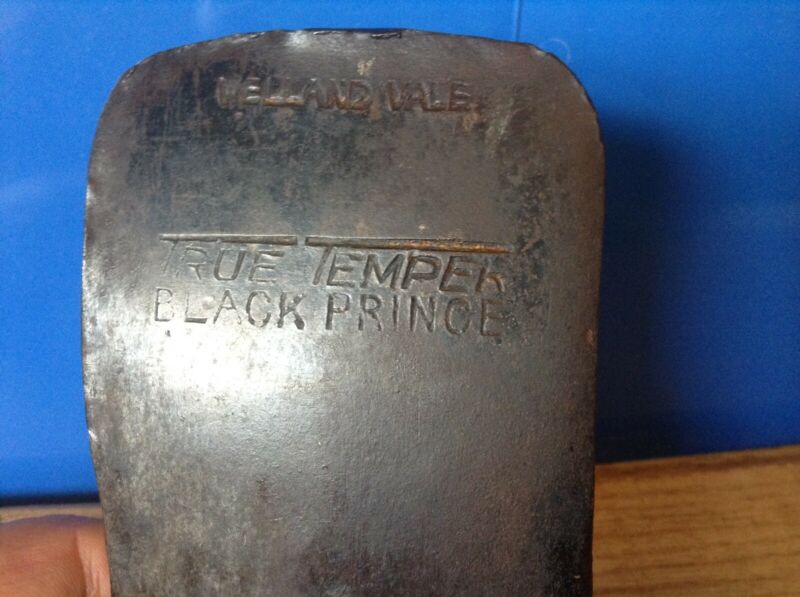 WELLAND VALE
TRUE TEMPER
BLACK PRINCE